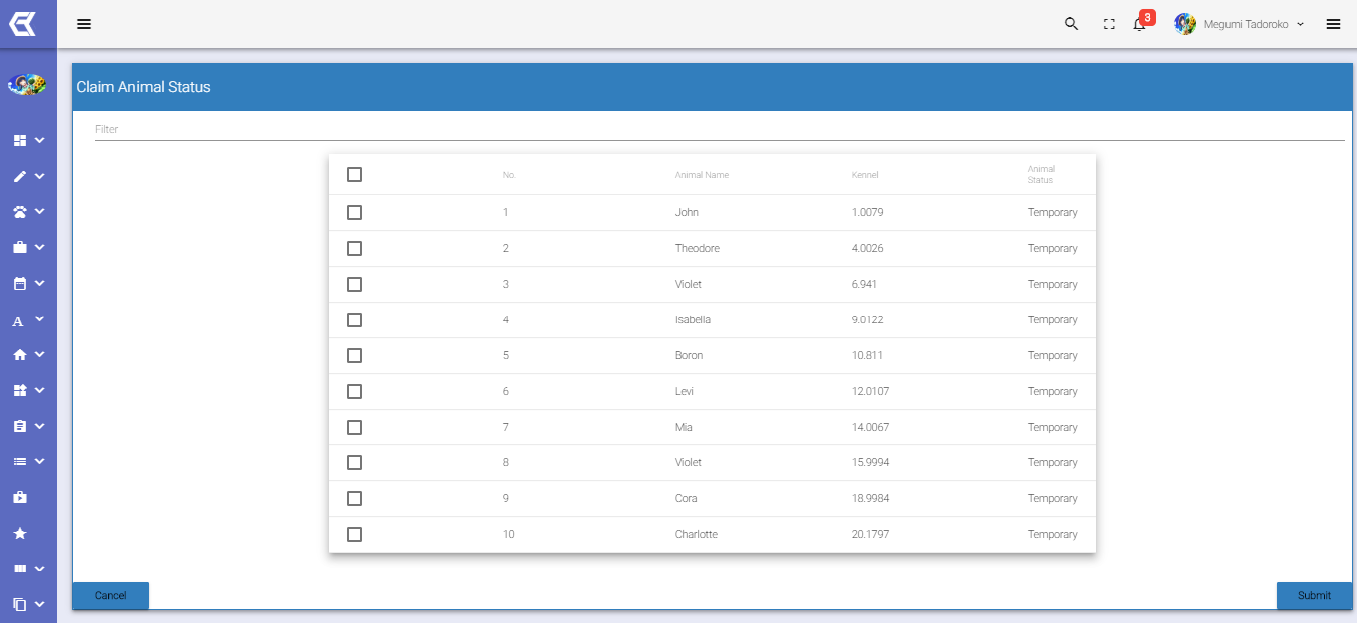 3
Megumi Tadoroko
Claim Animal Status
Filter
No. Animal Name Kennel Animal Status
1 John 1.0079 Temporary
2 Theodore 4.0026 Temporary
3 Violet 6.941 Temporary
4 Isabella 9.0122 Temporary
5 Boron 10.811 Temporary
6 Levi 12.0107 Temporary
7 Mia 14.0067 Temporary
8 Violet 15.9994 Temporary
9 Cora 18.9984 Temporary
10 Charlotte 20.1797 Temporary
Cancel Submit
A